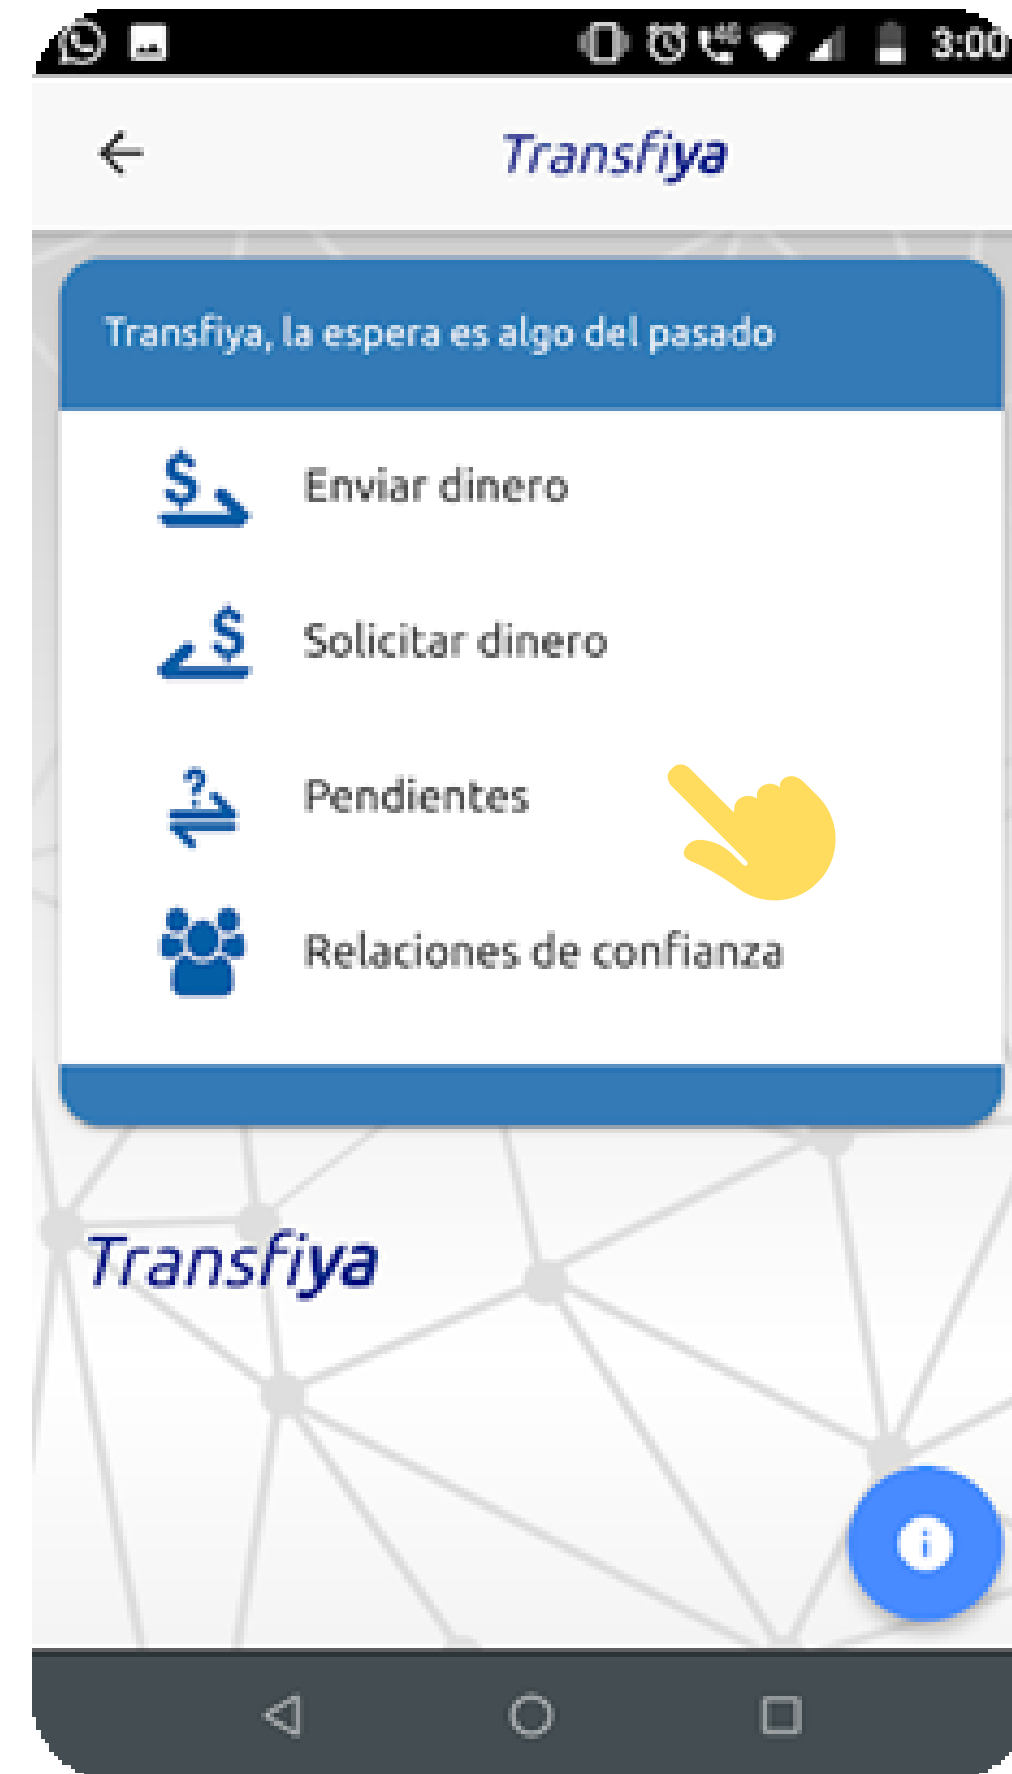 3:00
Transfiya
Transfiya, la espera es algo del pasado
Enviar dinero
Solicitar dinero
Pendientes
Relaciones de confianza
Transfiya